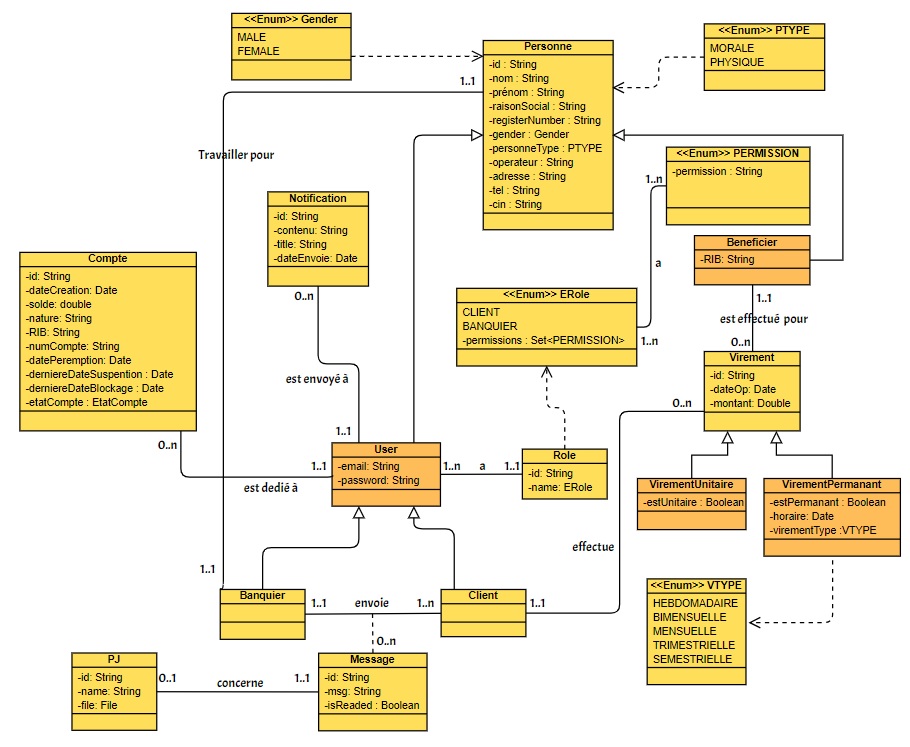 <<Enum>> Gender
MALE
FEMALE
Personne
-id : String
-nom : String
-prénom : String
-raisonSocial : String
-registerNumber : String
-gender : Gender
-personneType : PTYPE
-operateur : String
-adresse : String
-tel : String
-cin : String
<<Enum>> PTYPE
MORALE
PHYSIQUE
1..1
Travailler pour
<<Enum>> PERMISSION
-permission : String
1..n
a
1..n
Notification
-id: String
-contenu: String
-title: String
-dateEnvoie: Date
0..n
est envoyé à
1..1
Beneficier
-RIB: String
1..1
est effectué pour
0..n
Compte
-id: String
-dateCreation: Date
-solde: double
-nature: String
-RIB: String
-numCompte: String
-datePeremption: Date
-derniereDateSuspention : Date
-derniereDateBlockage : Date
-etatCompte : EtatCompte
0..n
est dedié à
1..1
<<Enum>> ERole
CLIENT
BANQUIER
-permissions : Set<PERMISSION>
Virement
-id: String
-dateOp: Date
-montant: Double
0..n
User
-email: String
-password: String
1..n
a
1..1
Role
-id: String
-name: ERole
VirementUnitaire
-estUnitaire : Boolean
VirementPermanant
-estPermanant : Boolean
-horaire: Date
-virementType :VTYPE
effectue
1..1
Banquier
1..1
envoie
1..n
Client
1..1
<<Enum>> VTYPE
HEBDOMADAIRE
BIMENSUELLE
MENSUELLE
TRIMESTRIELLE
SEMESTRIELLE
0..n
PJ
-id: String
-name: String
-file: File
0..1
concerne
1..1
Message
-id: String
-msg: String
-isReaded : Boolean